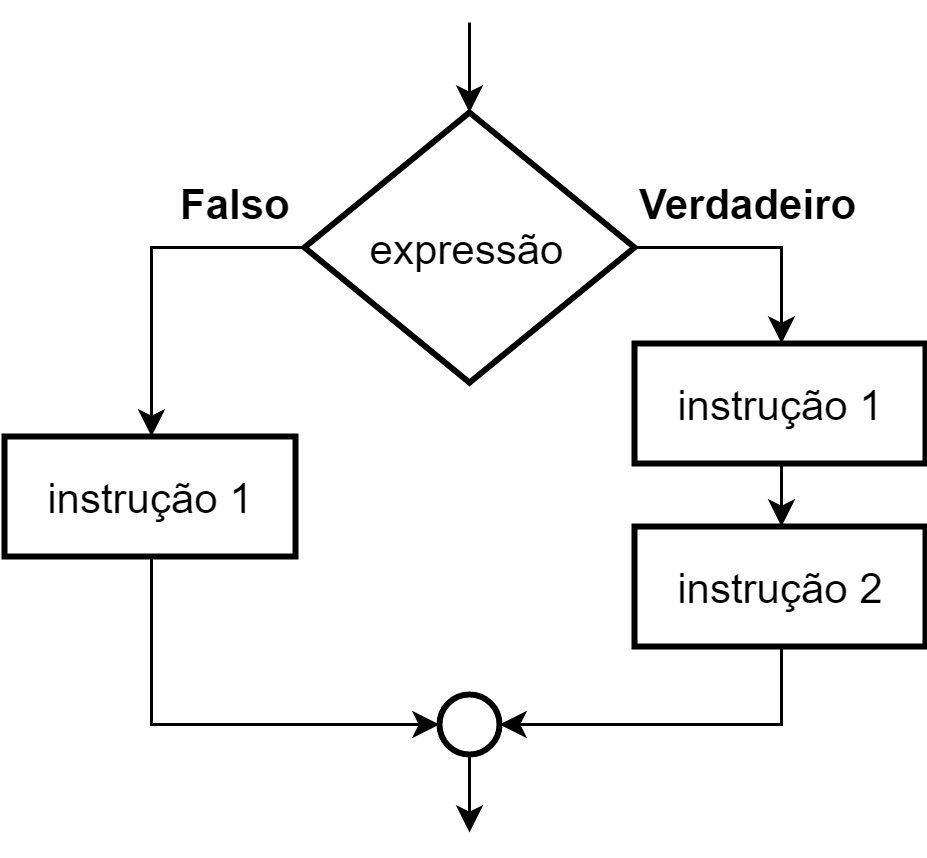 Falso
Verdadeiro
expressão
instrução 1
instrução 1
instrução 2